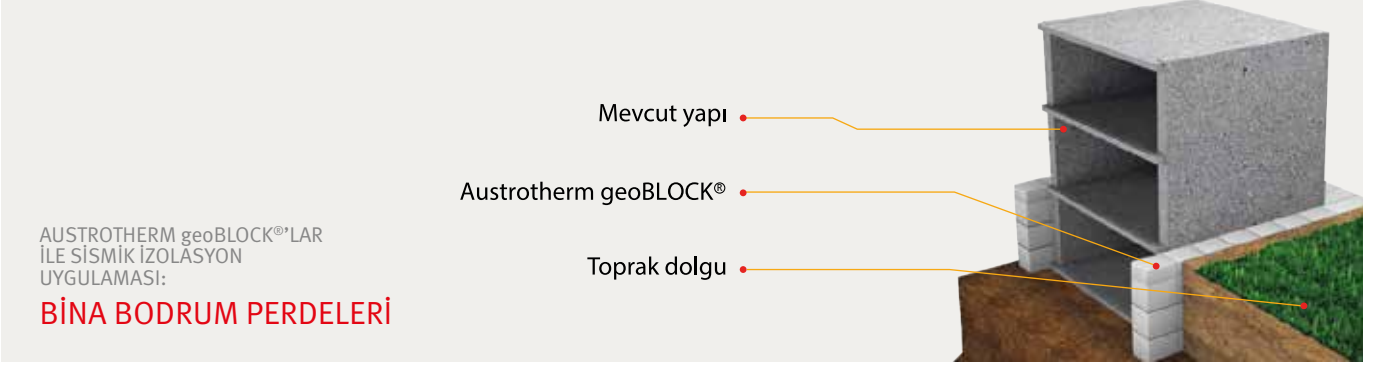 Mevcut yapı
Austrotherm geoBLOCK®
Toprak dolgu
AUSTROTHERM geoBLOCK®'LAR
İLE SİSMİK İZOLASYON
UYGULAMASI:
BİNA BODRUM PERDELERİ